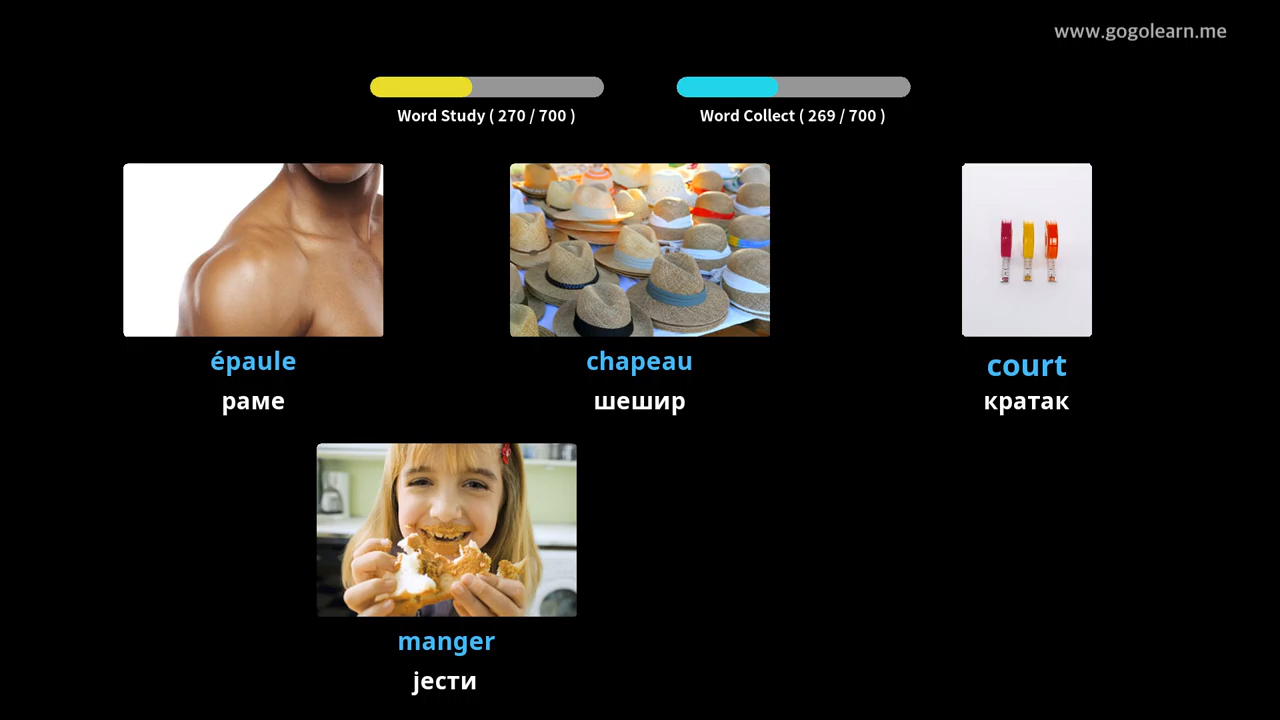 www.gogolearn.me
Word Study ( 270 / 700 )
Word Collect ( 269 / 700 )
épaule
chapeau
court
раме
шешир
кратак
manger
јести